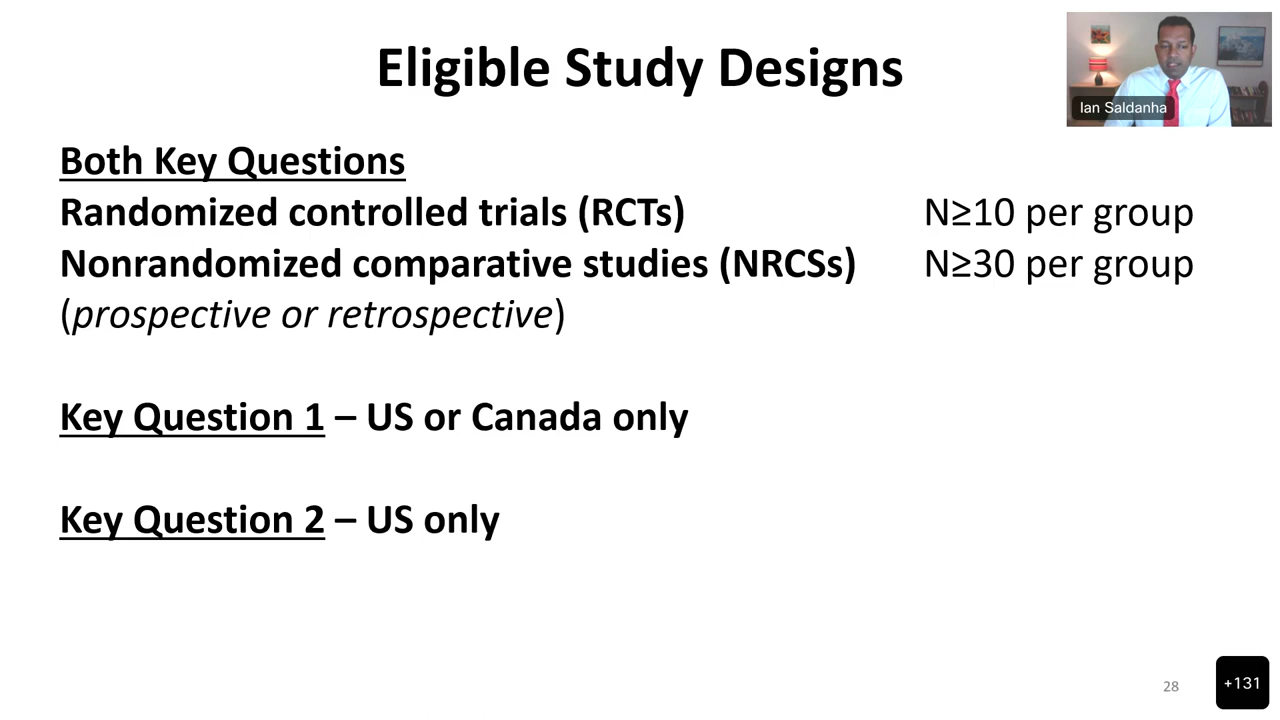 Eligible Study Designs
Ian Saldanha
Both Key Questions
Randomized controlled trials (RCTs) N≥10 per group
Nonrandomized comparative studies (NRCSs) N≥30 per group
(prospective or retrospective)
Key Question 1 – US or Canada only
Key Question 2 – US only
28
+131